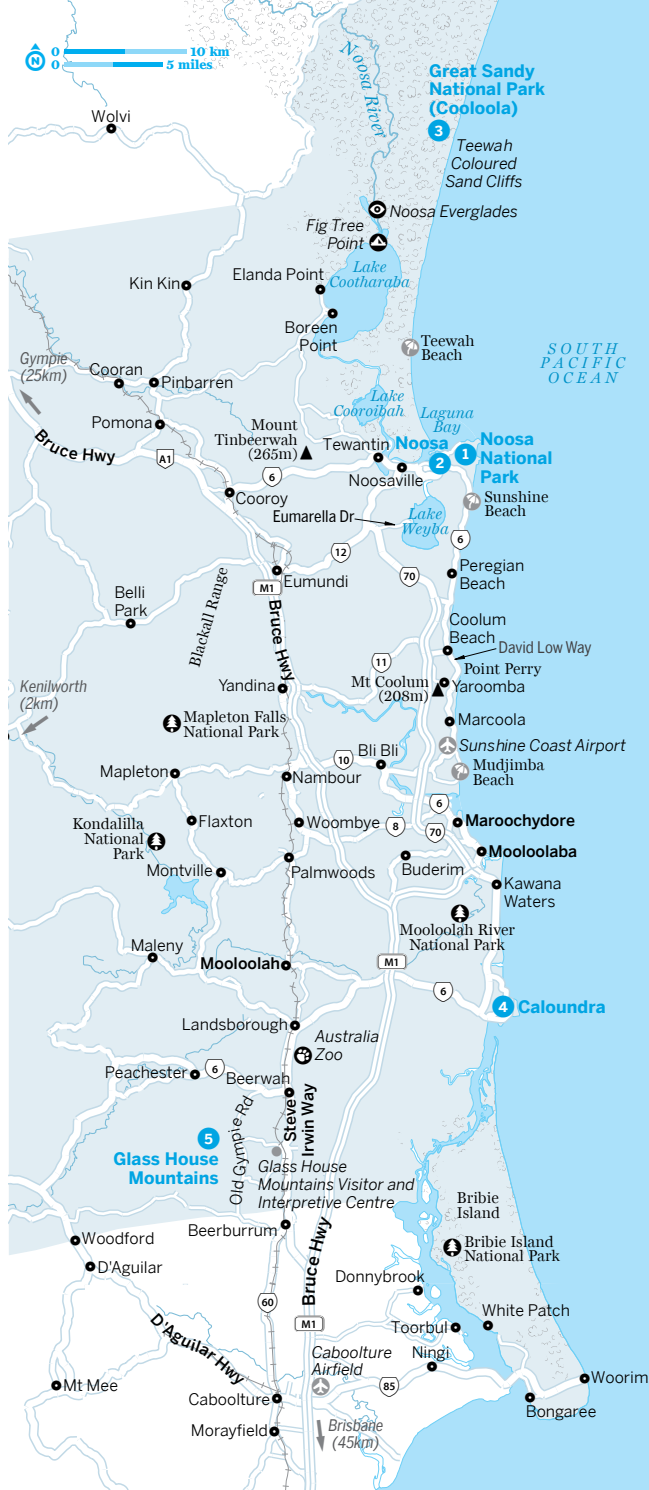 0 10 km
N
0 5 miles
Noosa River
Great Sandy
National Park
(Cooloola)
3
Wolvi
Teewah
Coloured
Sand Cliffs
Noosa Everglades
Fig Tree
Point
Lake
Cootharaba
Elanda Point
Kin Kin
Boreen
Point
Teewah
Beach
SOUTH
PACIFIC
OCEAN
Gympie
(25km)
Cooran
Pinbarren
Lake
Cooroibah
Laguna
Bay
Pomona
Mount
Tinbeerwah
(265m)
Tewantin
Noosa
2
1
Noosa
National
Park
Bruce Hwy
A1
6
Noosaville
Cooroy
Sunshine
Beach
Eumarella Dr
Lake
Weyba
6
12
Eumundi
70
Peregian
Beach
M1
Belli
Park
Blackall Range
Bruce Hwy
Coolum
Beach
David Low Way
11
Point Perry
Kenilworth
(2km)
Yandina
Mt Coolum
(208m)
Yaroomba
Mapleton Falls
National Park
Marcoola
Sunshine Coast Airport
10
Bli Bli
Mapleton
Nambour
Mudjimba
Beach
6
Kondalilla
National
Park
Flaxton
Woombye
8
70
Maroochydore
Mooloolaba
Montville
Palmwoods
Buderim
Kawana
Waters
Mooloolah River
National Park
Maleny
Mooloolah
M1
6
4
Caloundra
Landsborough
Australia
Zoo
Peachester
6
Beerwah
Steve
Irwin Way
Old Gympie Rd
5
Glass House
Mountains
Glass House
Mountains Visitor and
Interpretive Centre
Bribie
Island
Beerburrum
Woodford
Bruce Hwy
Bribie Island
National Park
D'Aguilar
Donnybrook
60
M1
White Patch
Toorbul
D'Aguilar Hwy
Caboolture
Airfield
Ningi
Mt Mee
85
Woorim
Caboolture
Bongaree
Morayfield
Brisbane
(45km)